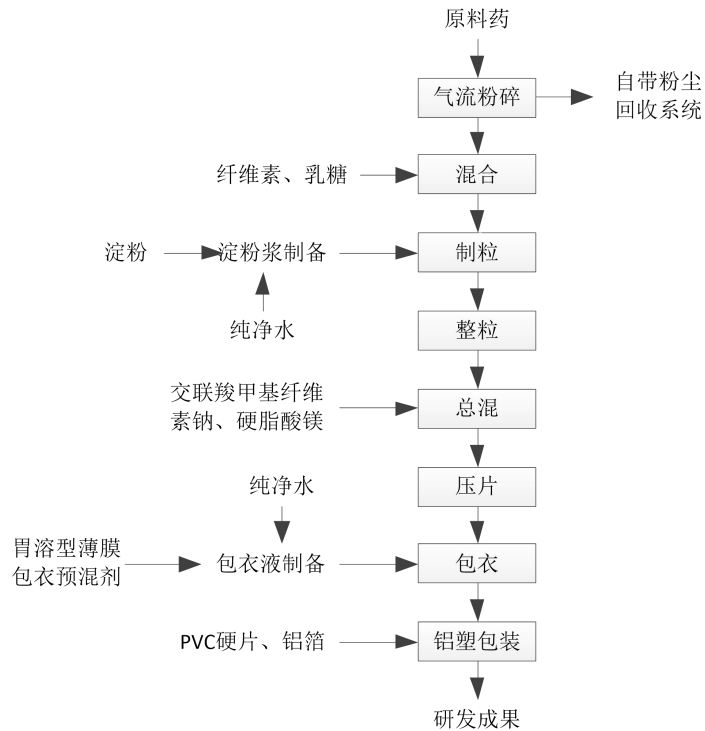 原料药
气流粉碎
自带粉尘
回收系统
纤维素、乳糖
混合
淀粉
淀粉浆制备
制粒
纯净水
整粒
交联羧甲基纤维
素钠、硬脂酸镁
总混
压片
纯净水
胃溶型薄膜
包衣预混剂
包衣液制备
包衣
PVC硬片、铝箔
铝塑包装
研发成果